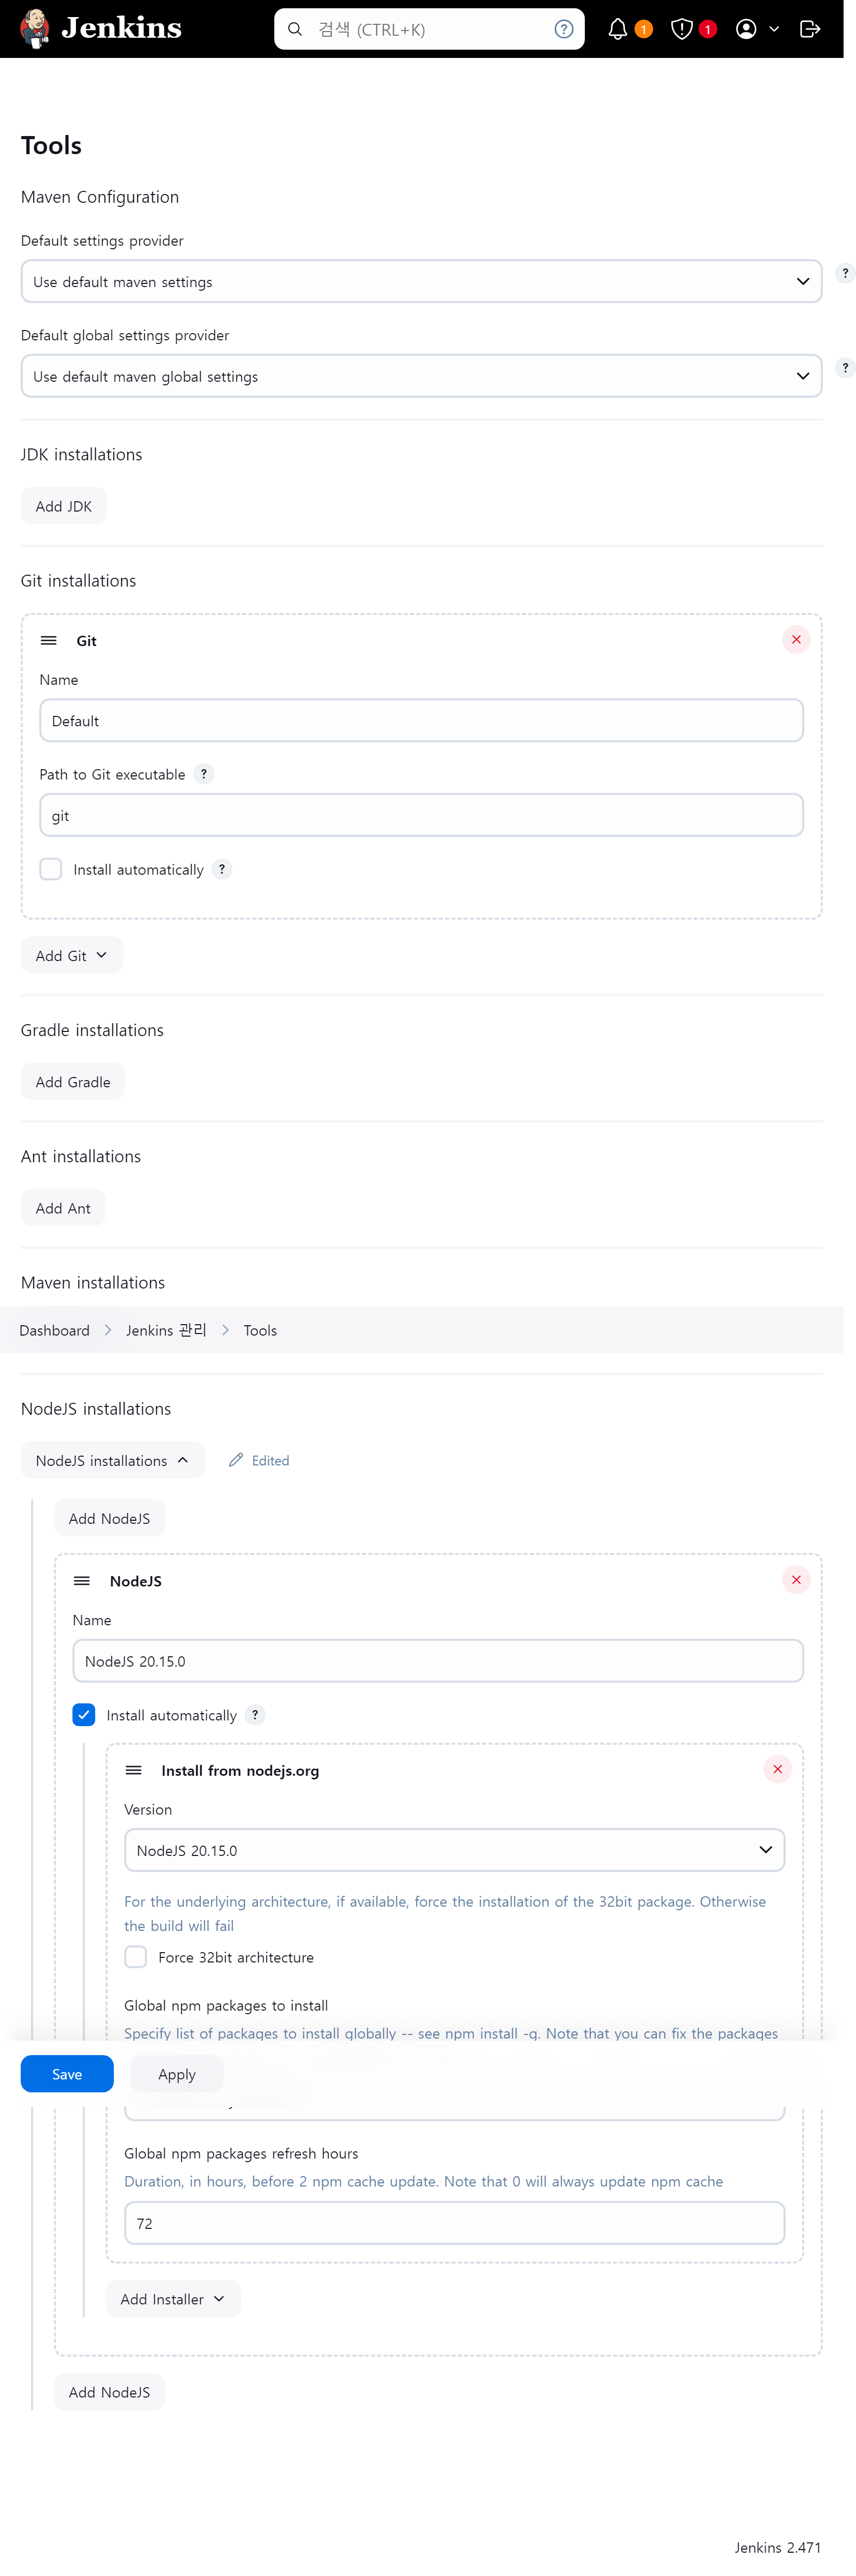 Jenkins
검색 (CTRL+K)
?
1
1
Tools
Maven Configuration
Default settings provider
?
Use default maven settings
Default global settings provider
?
Use default maven global settings
JDK installations
Add JDK
Git installations
Git
Name
Default
Path to Git executable ?
git
Install automatically ?
Add Git
Gradle installations
Add Gradle
Ant installations
Add Ant
Maven installations
Dashboard
Jenkins 관리
Tools
NodeJS installations
NodeJS installations
Edited
Add NodeJS
NodeJS
Name
NodeJS 20.15.0
Install automatically ?
Install from nodejs.org
Version
NodeJS 20.15.0
For the underlying architecture, if available, force the installation of the 32bit package. Otherwise
the build will fail
Force 32bit architecture
Global npm packages to install
Specify list of packages to install globally -- see npm install -g. Note that you can fix the packages
Save
Apply
Global npm packages refresh hours
Duration, in hours, before 2 npm cache update. Note that 0 will always update npm cache
72
Add Installer
Add NodeJS
Jenkins 2.471